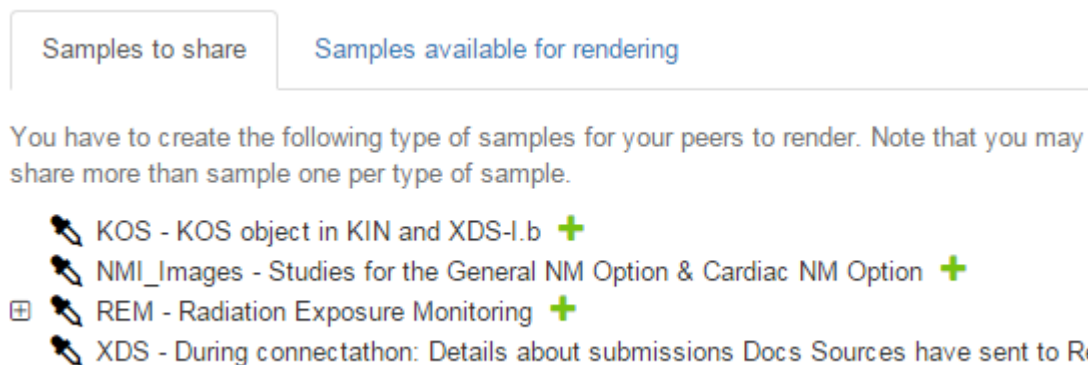 Samples to share
Samples available for rendering
You have to create the following type of samples for your peers to render. Note that you may
share more than sample one per type of sample.
KOS - KOS object in KIN and XDS-I.b
NMI_Images - Studies for the General NM Option & Cardiac NM Option
REM - Radiation Exposure Monitoring
XDS - During connectathon: Details about submissions Docs Sources have sent to